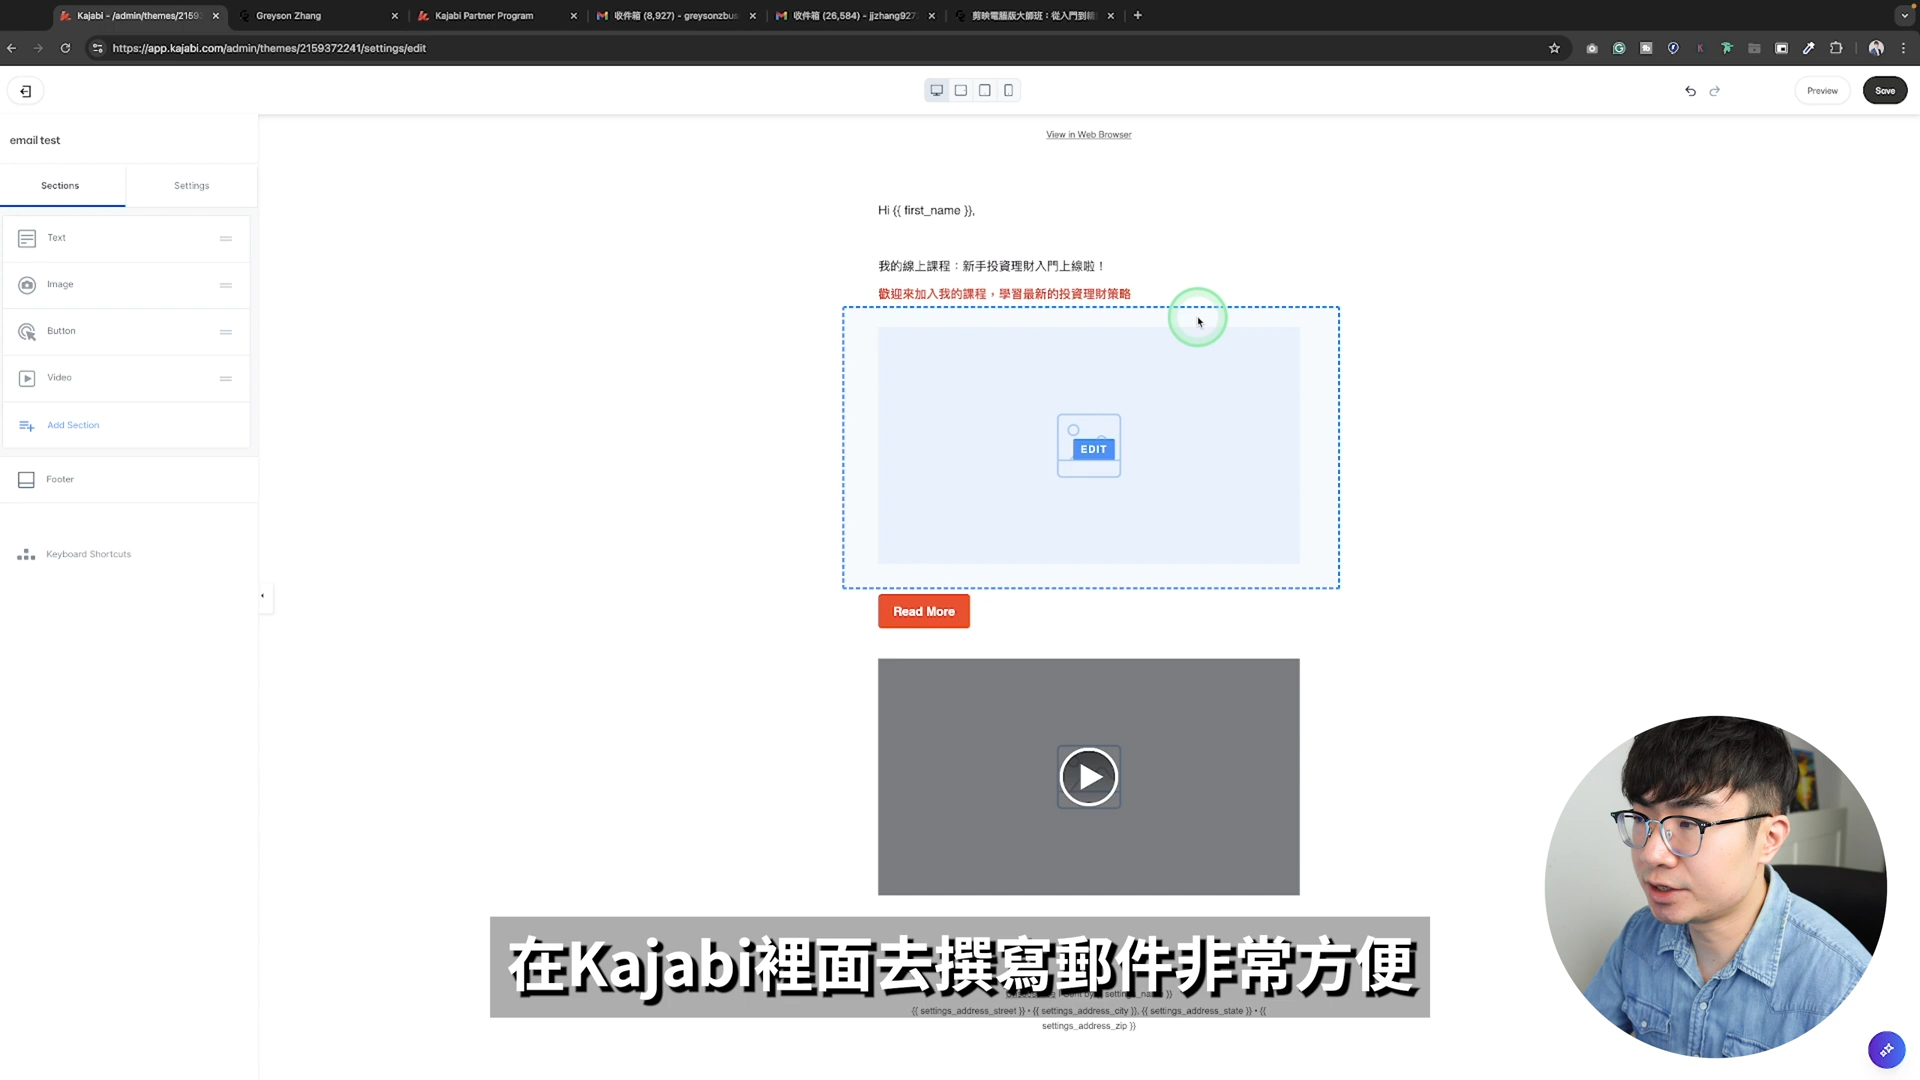 Kajabi - /admin/themes/2159
Greyson Zhang
Kajabi Partner Program
收件箱 (8,927) - greysonzbus
收件箱 (26,584) - jjzhang927
剪映電腦版大師班：從入門到精
https://app.kajabi.com/admin/themes/2159372241/settings/edit
Preview
Save
email test
View in Web Browser
Sections
Settings
Hi {{ first_name }},
Text
我的線上課程：新手投資理財入門上線啦！
Image
歡迎來加入我的課程，學習最新的投資理財策略
Button
Video
Add Section
EDIT
Footer
Keyboard Shortcuts
Read More
在Kajabi裡面去撰寫郵件非常方便
{{ settings_address_street }} • {{ settings_address_city }}, {{ settings_address_state }} • {{
settings_address_zip }}